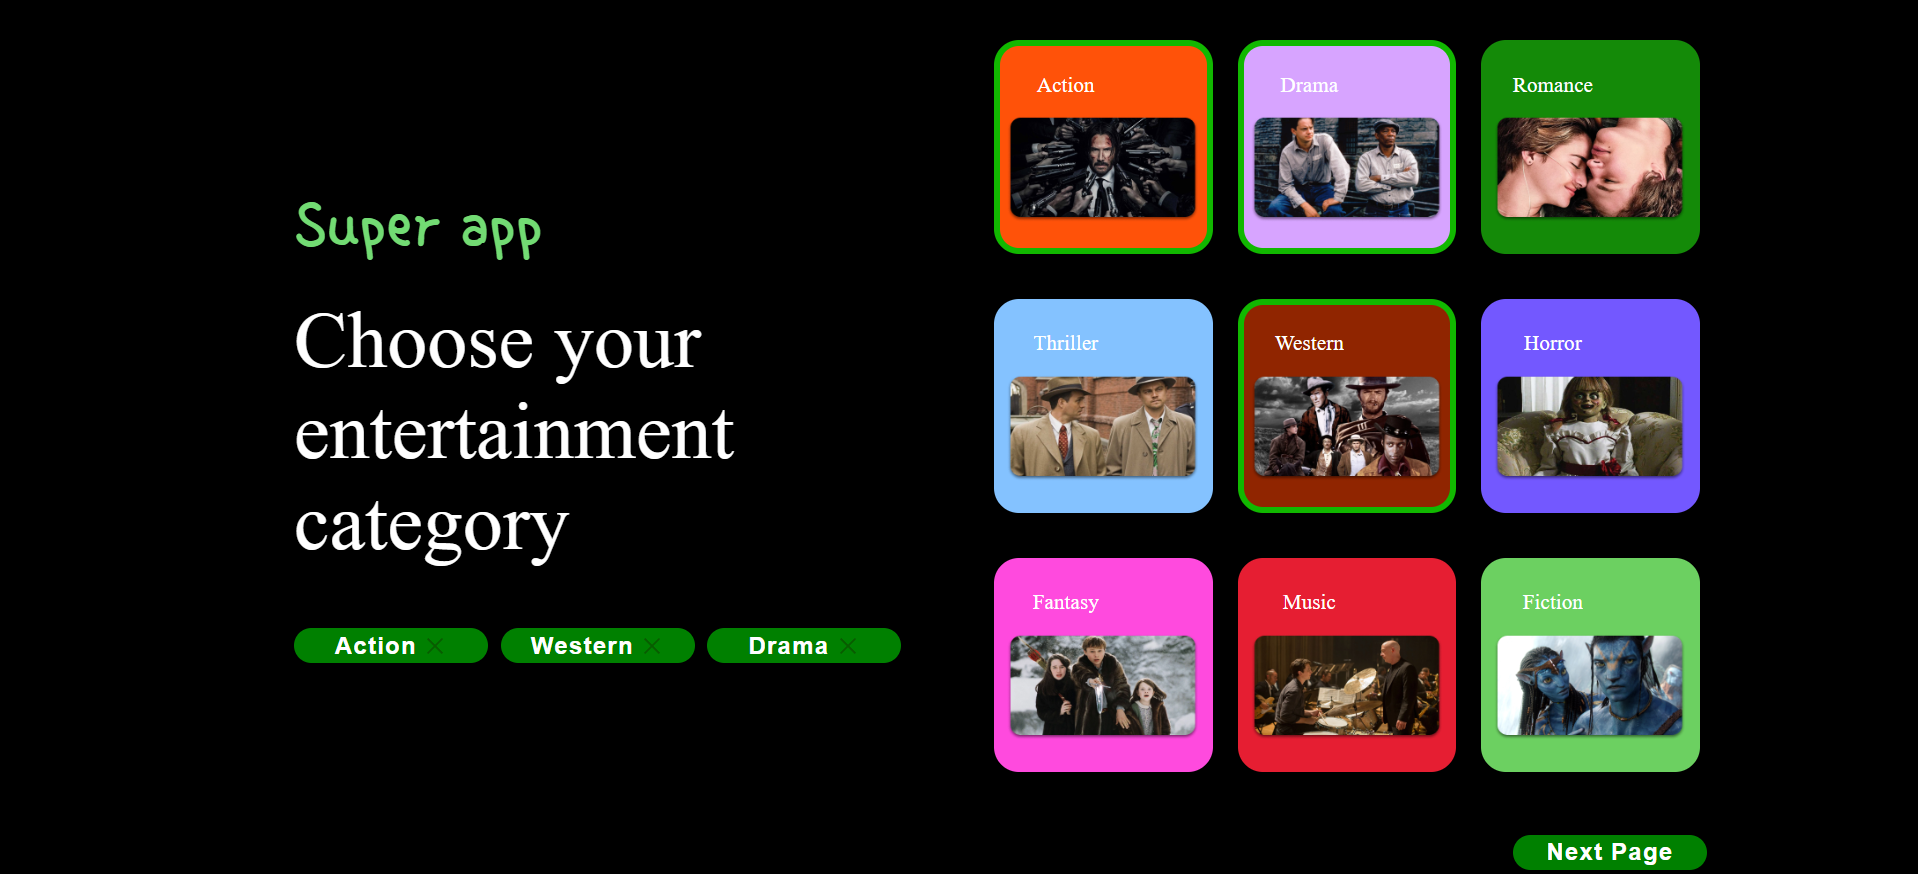 Super app
Choose your
entertainment
category
Action ×
Western ×
Drama ×
Action
Drama
Romance
Thriller
Western
Horror
Fantasy
Music
Fiction
Next Page